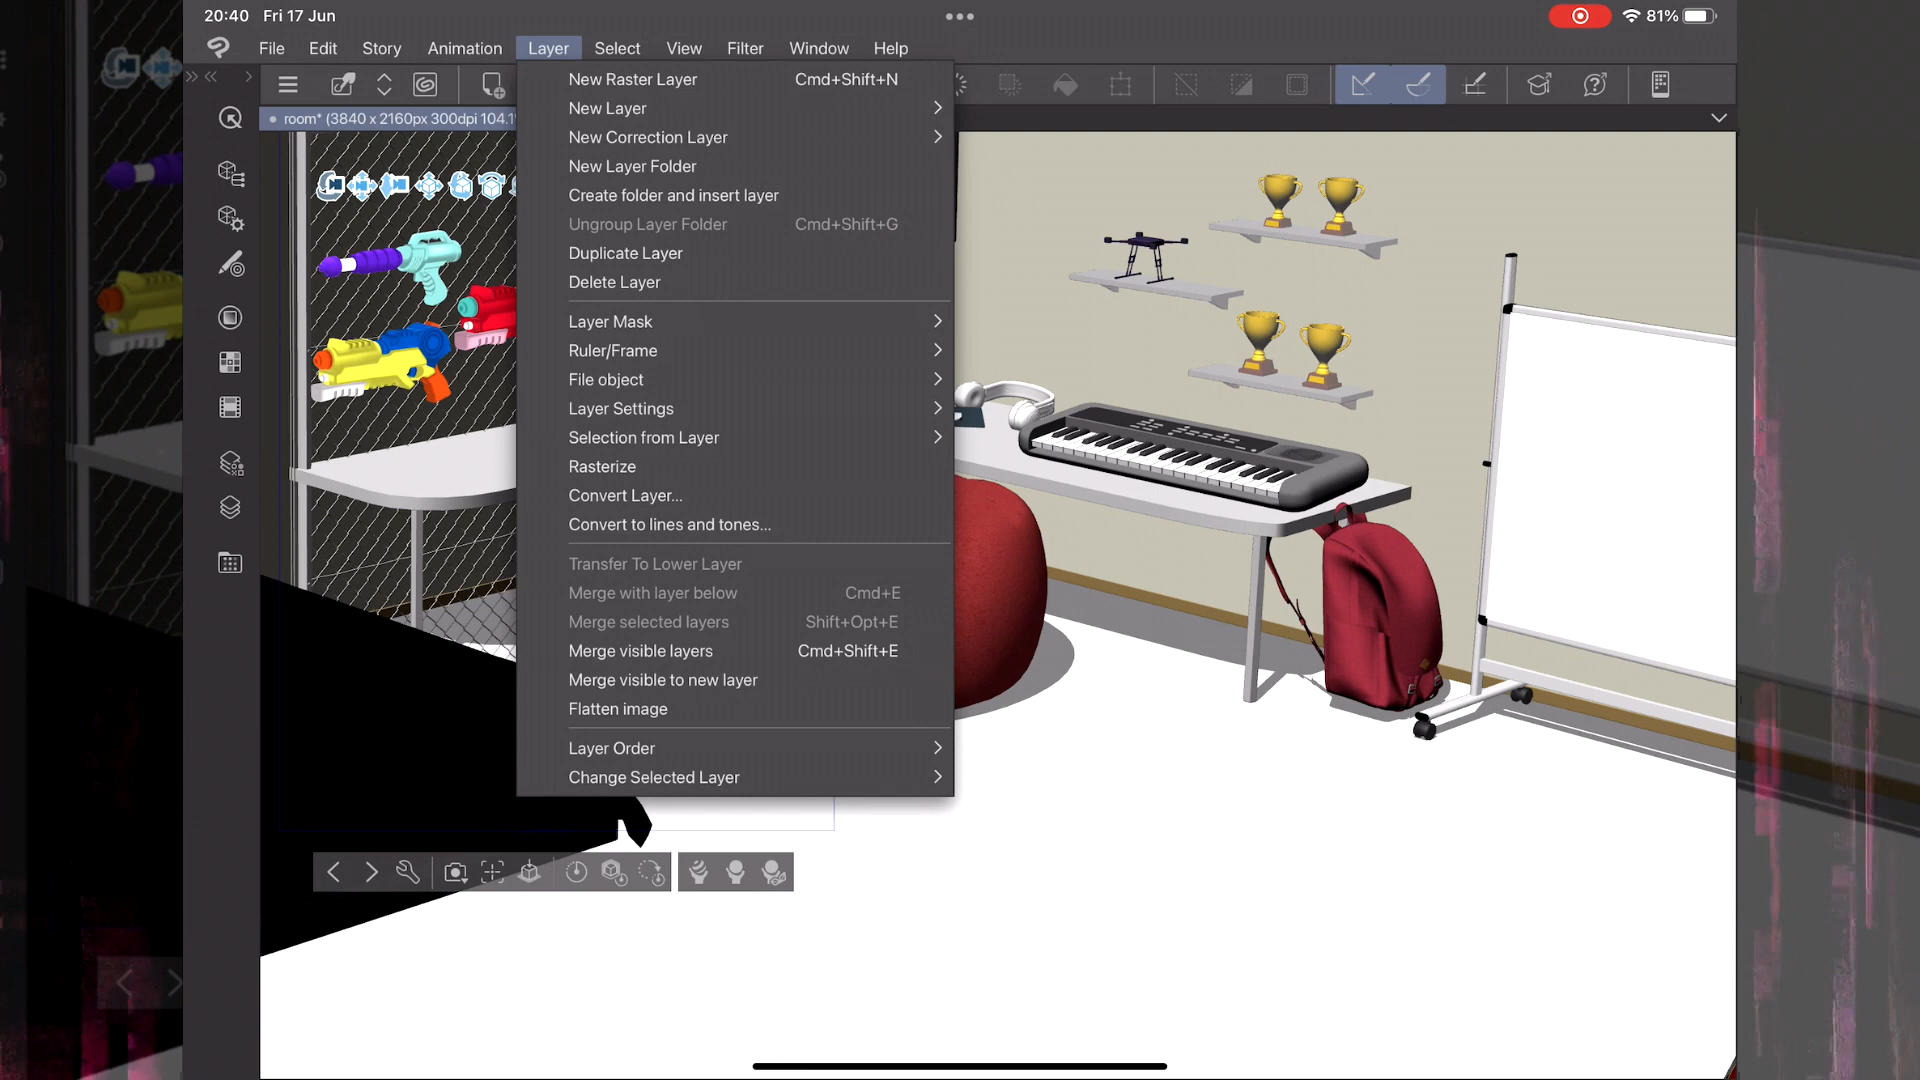 20:40 Fri 17 Jun
81%
File Edit Story Animation Layer Select View Filter Window Help
room* (3840 x 2160px 300dpi 104.1
New Raster Layer Cmd+Shift+N
New Layer
New Correction Layer
New Layer Folder
Create folder and insert layer
Ungroup Layer Folder Cmd+Shift+G
Duplicate Layer
Delete Layer
Layer Mask
Ruler/Frame
File object
Layer Settings
Selection from Layer
Rasterize
Convert Layer...
Convert to lines and tones...
Transfer To Lower Layer
Merge with layer below Cmd+E
Merge selected layers Shift+Opt+E
Merge visible layers Cmd+Shift+E
Merge visible to new layer
Flatten image
Layer Order
Change Selected Layer